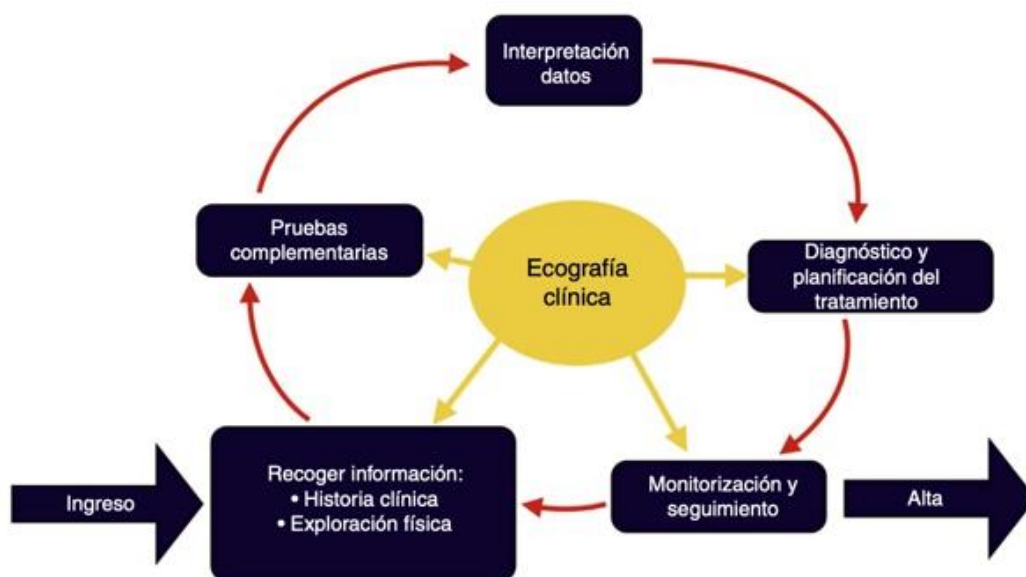 Interpretación
datos
Pruebas
complementarias
Ecografía
clínica
Diagnóstico y
planificación del
tratamiento
Ingreso
Recoger información:
• Historia clínica
• Exploración física
Monitorización y
seguimiento
Alta